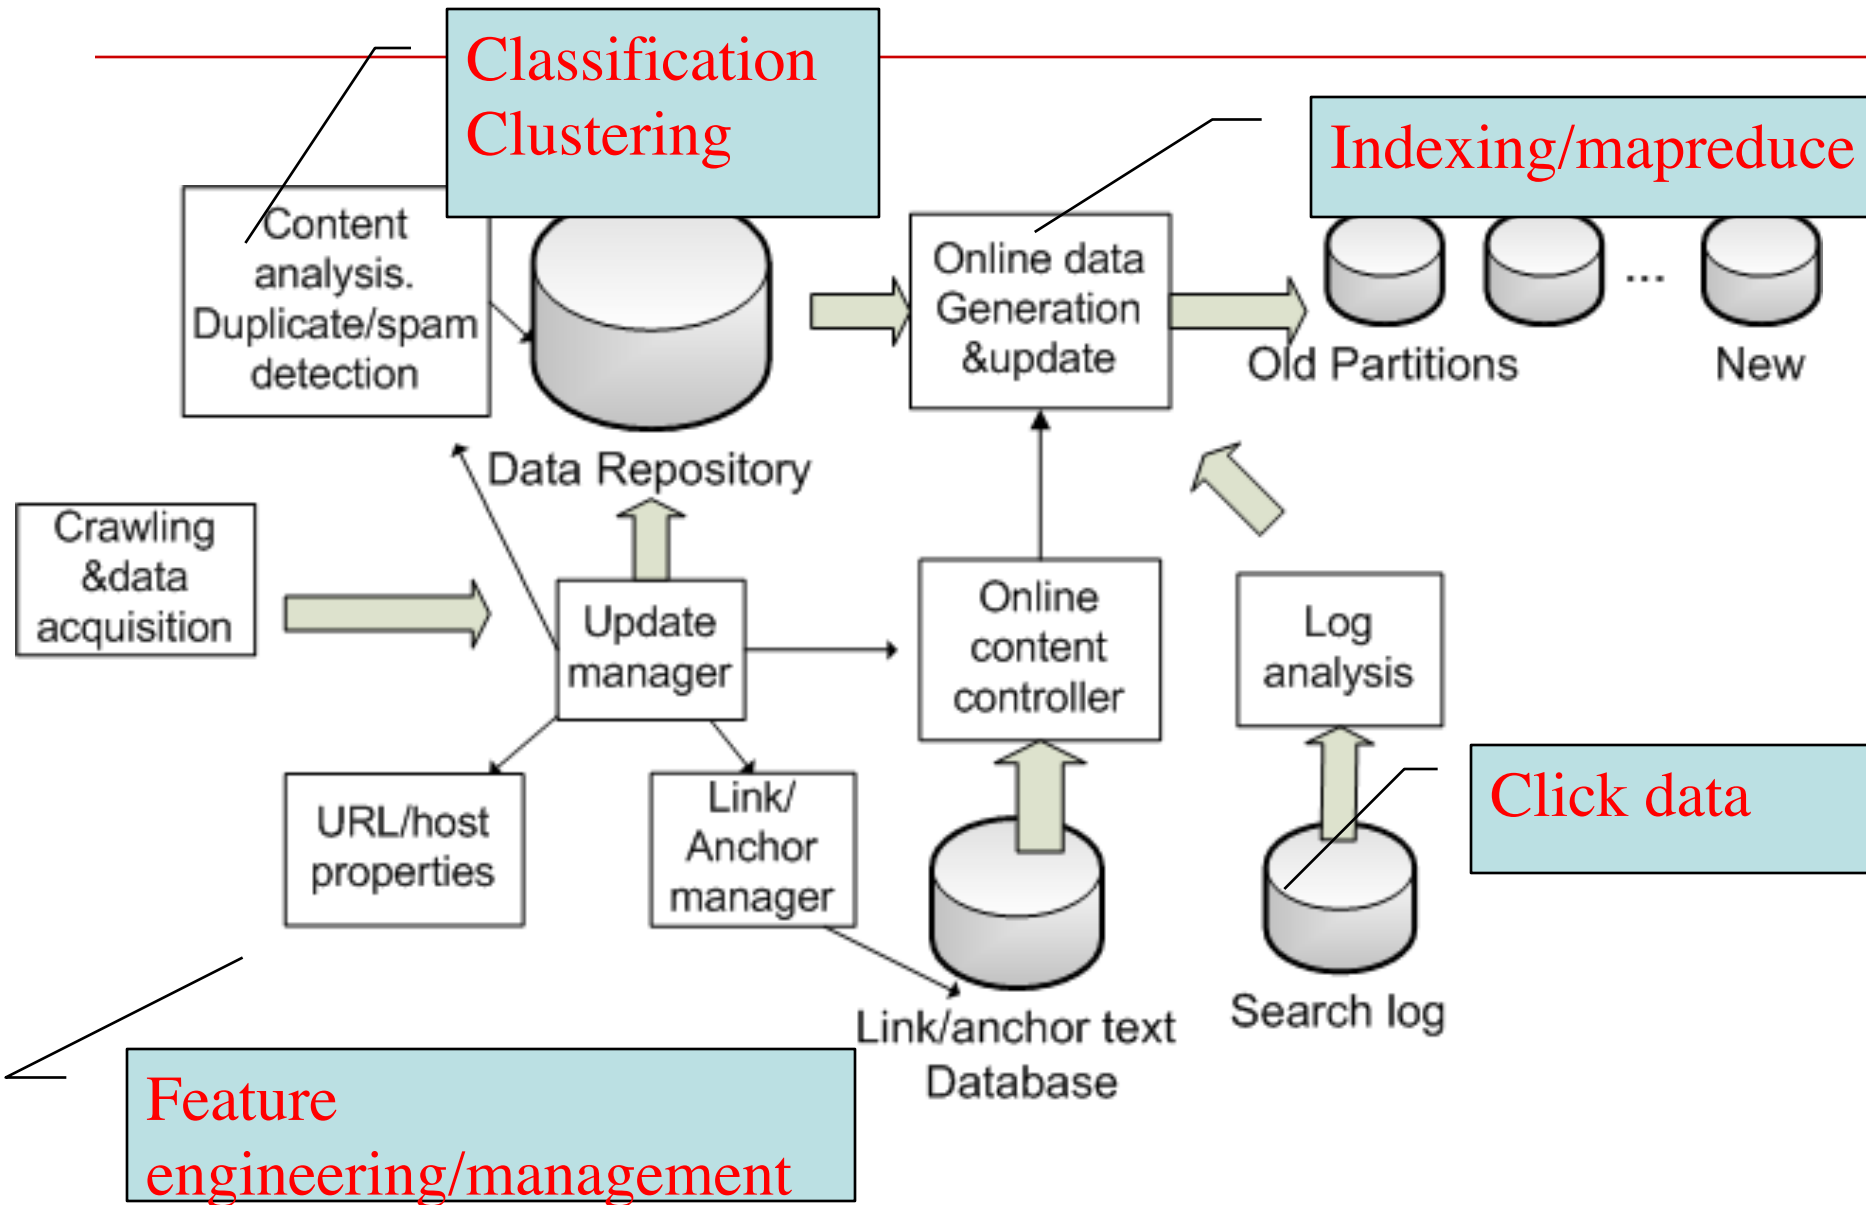 Classification
Clustering
Indexing/mapreduce
Content
analysis.
Duplicate/spam
detection
Online data
Generation
&update
...
Old Partitions
New
Data Repository
Crawling
&data
acquisition
Update
manager
Online
content
controller
Log
analysis
Click data
URL/host
properties
Link/
Anchor
manager
Link/anchor text
Database
Search log
Feature
engineering/management